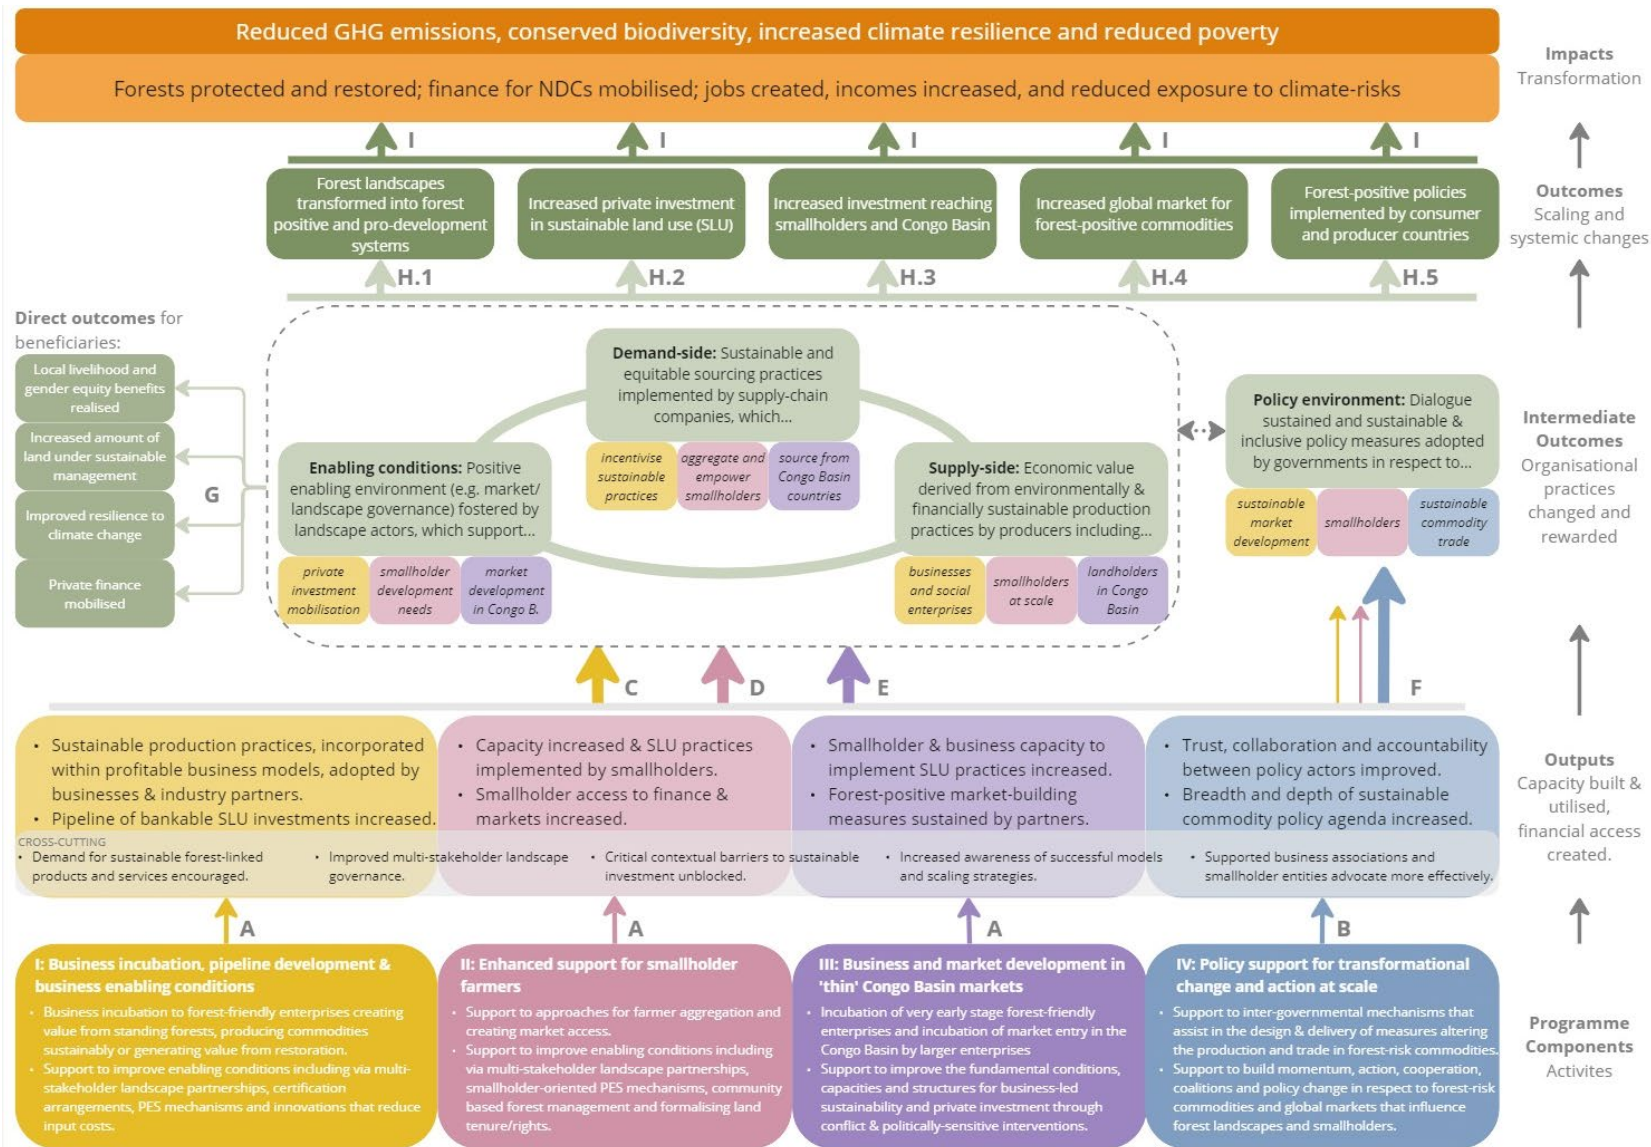 Reduced GHG emissions, conserved biodiversity, increased climate resilience and reduced poverty
Forests protected and restored; finance for NDCs mobilised; jobs created, incomes increased, and reduced exposure to climate-risks
Impacts
Transformation
I
I
I
I
I
Forest landscapes
transformed into forest
positive and pro-development
systems
Increased private investment
in sustainable land use (SLU)
Increased investment reaching
smallholders and Congo Basin
Increased global market for
forest-positive commodities
Forest-positive policies
implemented by consumer
and producer countries
Outcomes
Scaling and
systemic changes
H.1
H.2
H.3
H.4
H.5
Direct outcomes for
beneficiaries:
Local livelihood and
gender equity benefits
realised
Increased amount of
land under sustainable
management
Improved resilience to
climate change
Private finance
mobilised
G
Demand-side: Sustainable and
equitable sourcing practices
implemented by supply-chain
companies, which...
incentivise
sustainable
practices
aggregate and
empower
smallholders
source from
Congo Basin
countries
Enabling conditions: Positive
enabling environment (e.g. market/
landscape governance) fostered by
landscape actors, which support...
private
investment
mobilisation
smallholder
development
needs
market
development
in Congo B.
Supply-side: Economic value
derived from environmentally &
financially sustainable production
practices by producers including...
businesses
and social
enterprises
smallholders
at scale
landholders
in Congo
Basin
Policy environment: Dialogue
sustained and sustainable &
inclusive policy measures adopted
by governments in respect to...
sustainable
market
development
smallholders
sustainable
commodity
trade
Intermediate
Outcomes
Organisational
practices
changed and
rewarded
C
D
E
F
• Sustainable production practices, incorporated
within profitable business models, adopted by
businesses & industry partners.
• Pipeline of bankable SLU investments increased.
• Capacity increased & SLU practices
implemented by smallholders.
• Smallholder access to finance &
markets increased.
• Smallholder & business capacity to
implement SLU practices increased.
• Forest-positive market-building
measures sustained by partners.
• Trust, collaboration and accountability
between policy actors improved.
• Breadth and depth of sustainable
commodity policy agenda increased.
Outputs
Capacity built &
utilised,
financial access
created.
CROSS-CUTTING
• Demand for sustainable forest-linked
products and services encouraged.
• Improved multi-stakeholder landscape
governance.
• Critical contextual barriers to sustainable
investment unblocked.
• Increased awareness of successful models
and scaling strategies.
• Supported business associations and
smallholder entities advocate more effectively.
A
A
A
B
I: Business incubation, pipeline development &
business enabling conditions
• Business incubation to forest-friendly enterprises creating
value from standing forests, producing commodities
sustainably or generating value from restoration.
• Support to improve enabling conditions including via multi-
stakeholder landscape partnerships, certification
arrangements, PES mechanisms and innovations that reduce
input costs.
II: Enhanced support for smallholder
farmers
• Support to approaches for farmer aggregation and
creating market access.
• Support to improve enabling conditions including
via multi-stakeholder landscape partnerships,
smallholder-oriented PES mechanisms, community
based forest management and formalising land
tenure/rights.
III: Business and market development in
'thin' Congo Basin markets
• Incubation of very early stage forest-friendly
enterprises and incubation of market entry in the
Congo Basin by larger enterprises
• Support to improve the fundamental conditions,
capacities and structures for business-led
sustainability and private investment through
conflict & politically-sensitive interventions.
IV: Policy support for transformational
change and action at scale
• Support to inter-governmental mechanisms that
assist in the design & delivery of measures altering
the production and trade in forest-risk commodities.
• Support to build momentum, action, cooperation,
coalitions and policy change in respect to forest-risk
commodities and global markets that influence
forest landscapes and smallholders.
Programme
Components
Activites